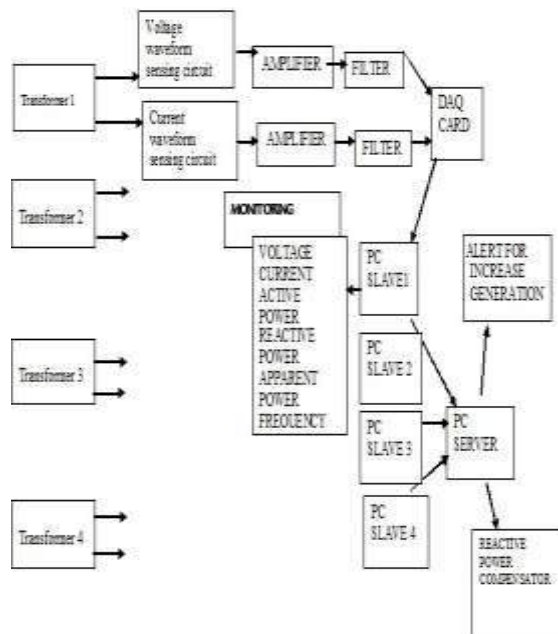 Voltage
waveform
sensing circuit
AMPLIFIER
FILTER
Transformer 1
Current
waveform
sensing circuit
AMPLIFIER
FILTER
DAQ
CARD
Transformer 2
MONITORING
VOLTAGE
CURRENT
ACTIVE
POWER
REACTIVE
POWER
APPARENT
POWER
FREQUENCY
PC
SLAVE1
ALERT FOR
INCREASE
GENERATION
PC
SLAVE 2
Transformer 3
PC
SLAVE 3
PC
SERVER
PC
SLAVE 4
Transformer 4
REACTIVE
POWER
COMPENSATOR